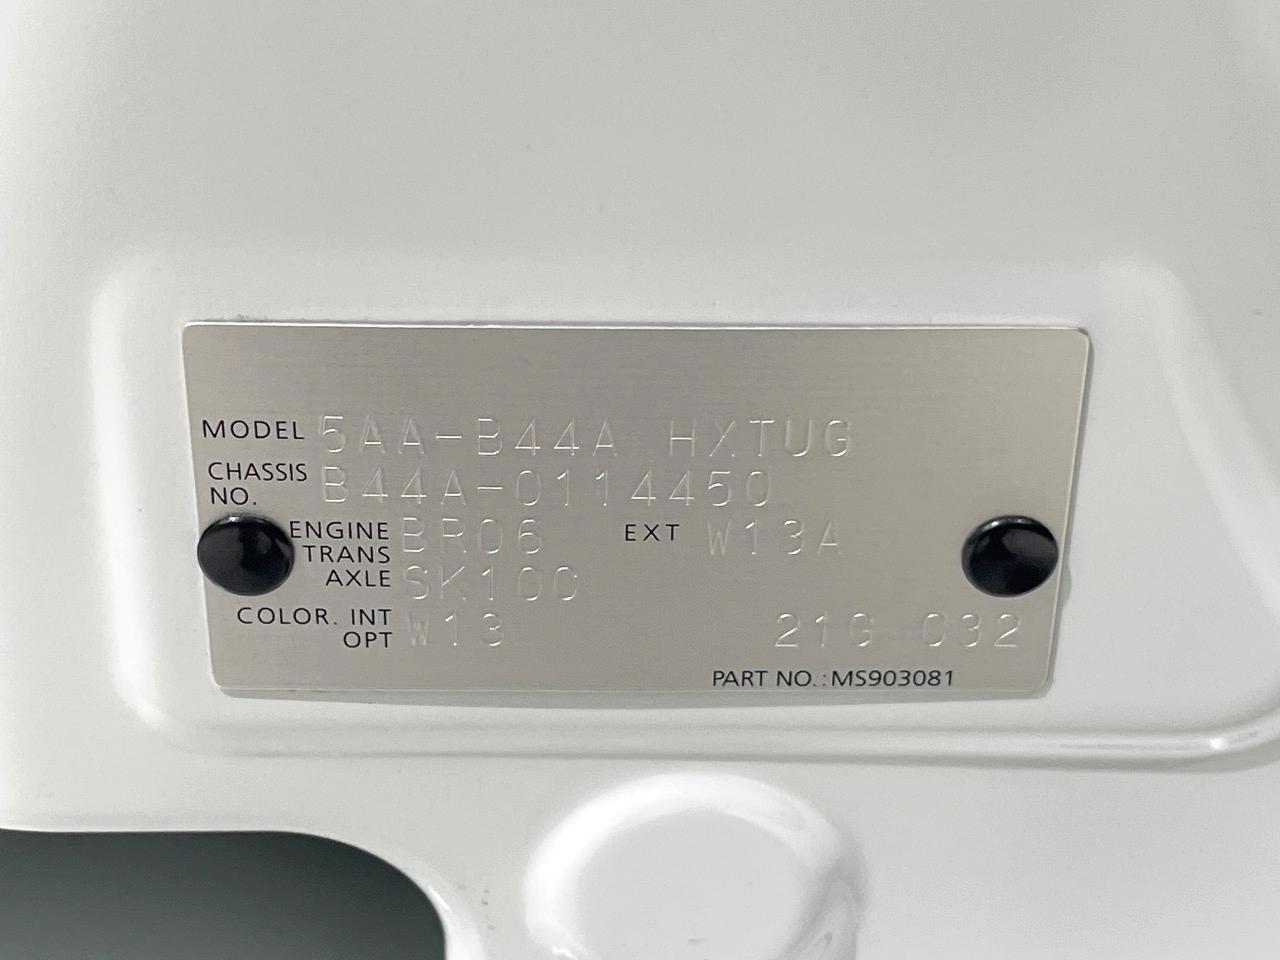 MODEL 5AA-B44A HXTUG
CHASSIS NO. B44A-0114450
ENGINE BR06 EXT W13A
TRANS AXLE SK10C
COLOR. INT OPT W13 21G 032
PART NO.:MS903081